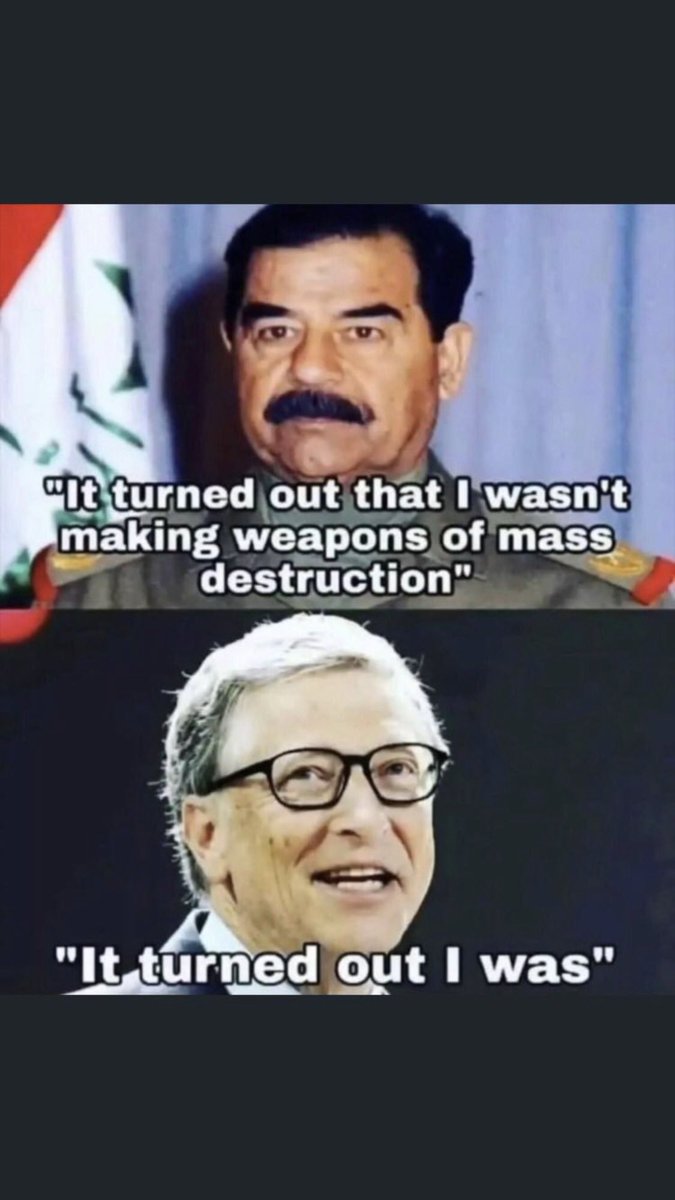 "It turned out that I wasn't
making weapons of mass
destruction"
"It turned out I was"